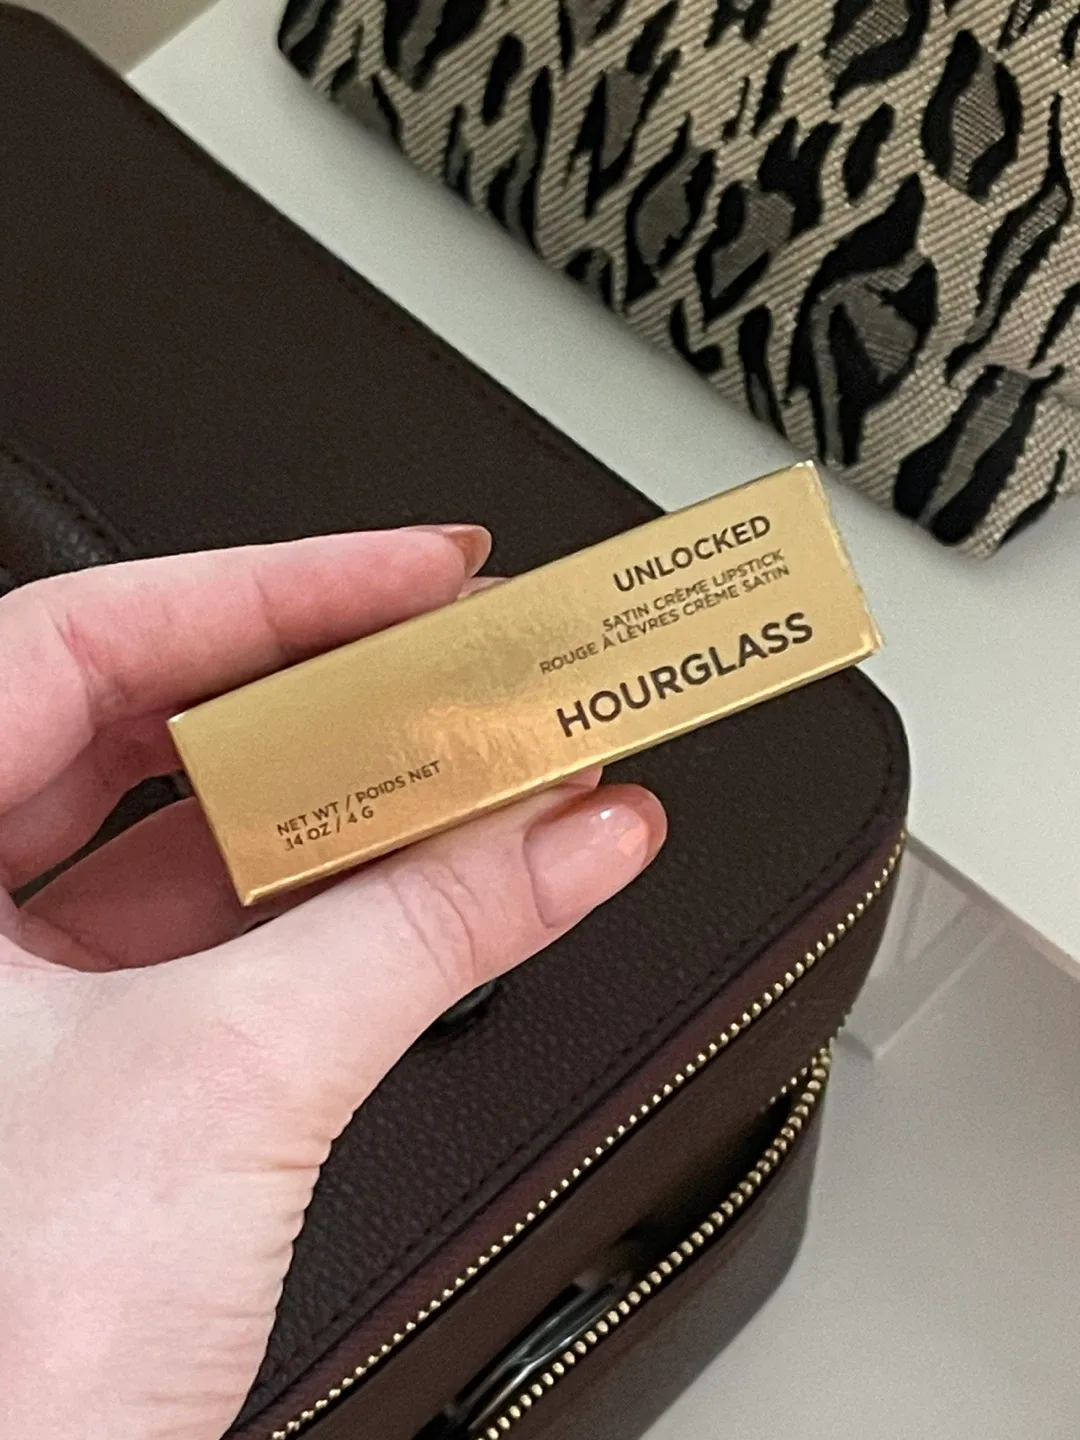 UNLOCKED
SATIN CRÈME LIPSTICK
ROUGE À LÈVRES CRÈME SATIN
HOURGLASS
NET WT / POIDS NET
.14 OZ / 4 G